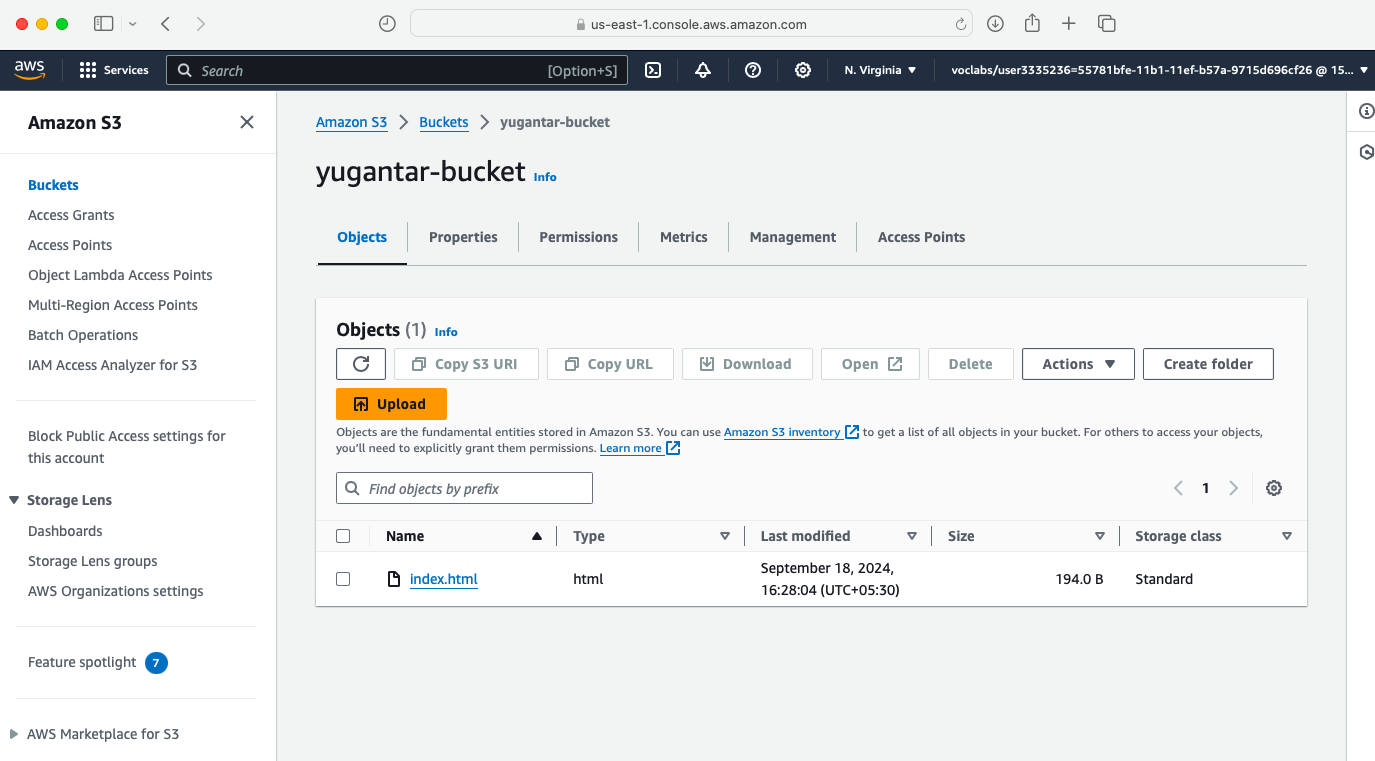 us-east-1.console.aws.amazon.com
aws
Services
Search
[Option+S]
N. Virginia
voclabs/user3335236=55781bfe-11b1-11ef-b57a-9715d696cf26 @ 15...
Amazon S3
Buckets
Access Grants
Access Points
Object Lambda Access Points
Multi-Region Access Points
Batch Operations
IAM Access Analyzer for S3
Block Public Access settings for
this account
Storage Lens
Dashboards
Storage Lens groups
AWS Organizations settings
Feature spotlight 7
AWS Marketplace for S3
Amazon S3 > Buckets > yugantar-bucket
yugantar-bucket Info
Objects
Properties
Permissions
Metrics
Management
Access Points
Objects (1) Info
Copy S3 URI
Copy URL
Download
Open
Delete
Actions
Create folder
Upload
Objects are the fundamental entities stored in Amazon S3. You can use Amazon S3 inventory to get a list of all objects in your bucket. For others to access your objects,
you'll need to explicitly grant them permissions. Learn more
Find objects by prefix
1
Name
Type
Last modified
Size
Storage class
index.html
html
September 18, 2024,
16:28:04 (UTC+05:30)
194.0 B
Standard